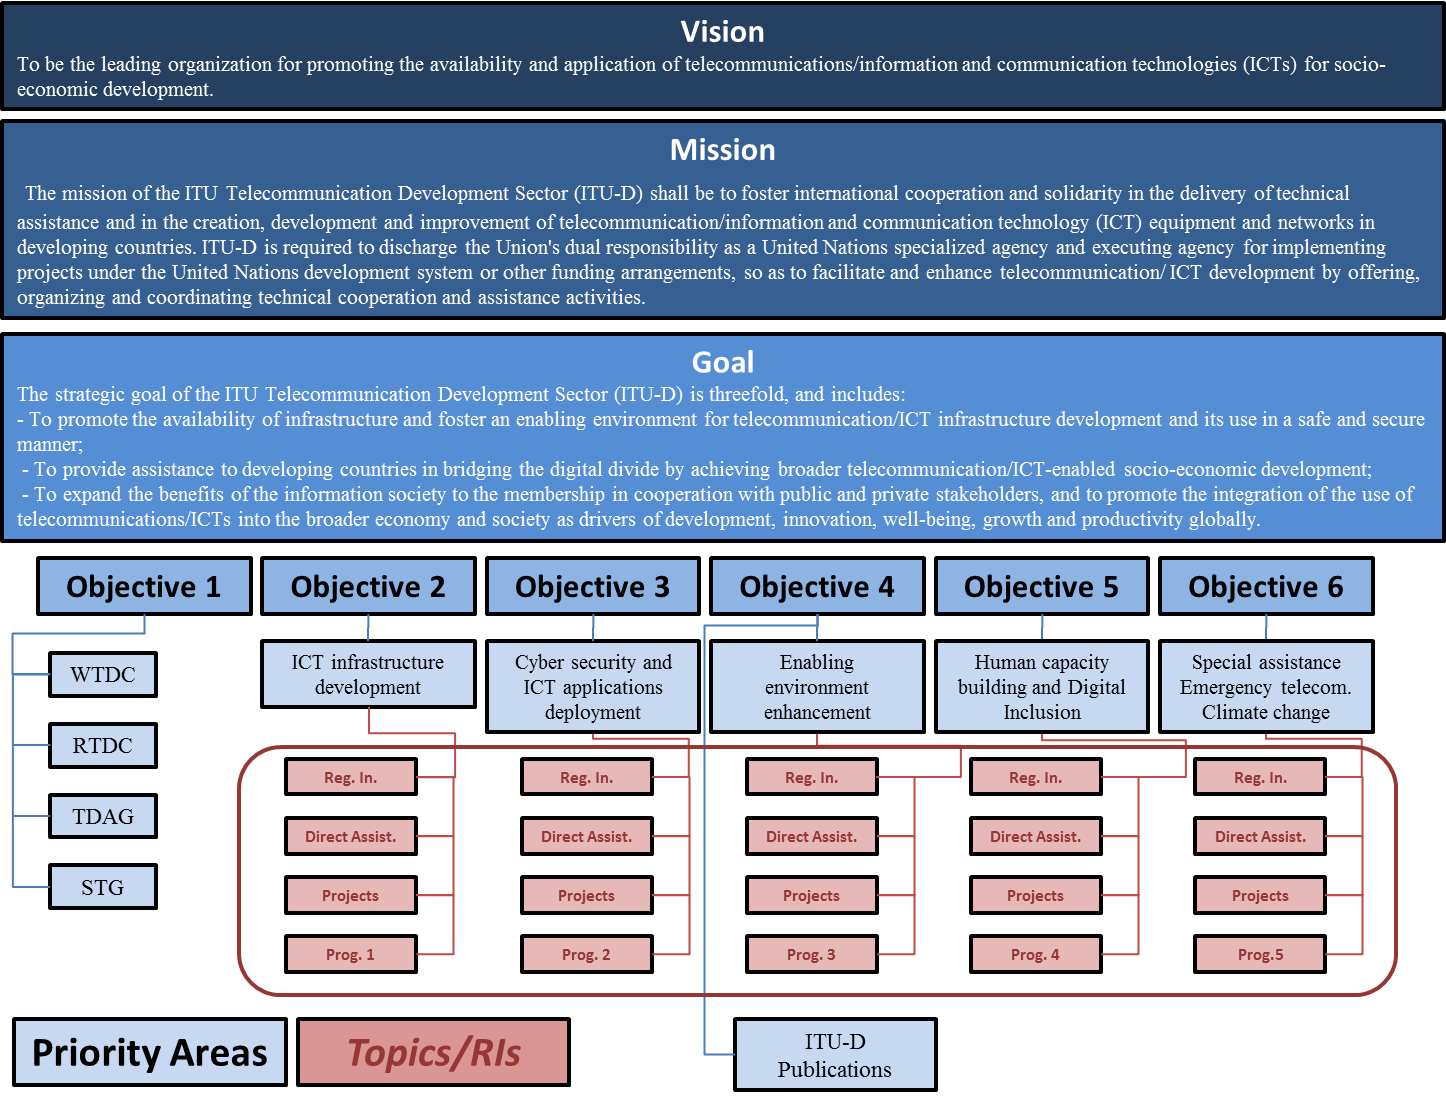 Vision
To be the leading organization for promoting the availability and application of telecommunications/information and communication technologies (ICTs) for socio-
economic development.
Mission
The mission of the ITU Telecommunication Development Sector (ITU-D) shall be to foster international cooperation and solidarity in the delivery of technical
assistance and in the creation, development and improvement of telecommunication/information and communication technology (ICT) equipment and networks in
developing countries. ITU-D is required to discharge the Union's dual responsibility as a United Nations specialized agency and executing agency for implementing
projects under the United Nations development system or other funding arrangements, so as to facilitate and enhance telecommunication/ ICT development by offering,
organizing and coordinating technical cooperation and assistance activities.
Goal
The strategic goal of the ITU Telecommunication Development Sector (ITU-D) is threefold, and includes:
- To promote the availability of infrastructure and foster an enabling environment for telecommunication/ICT infrastructure development and its use in a safe and secure
manner;
- To provide assistance to developing countries in bridging the digital divide by achieving broader telecommunication/ICT-enabled socio-economic development;
- To expand the benefits of the information society to the membership in cooperation with public and private stakeholders, and to promote the integration of the use of
telecommunications/ICTs into the broader economy and society as drivers of development, innovation, well-being, growth and productivity globally.
Objective 1
WTDC
RTDC
TDAG
STG
Objective 2
ICT infrastructure
development
Reg. In.
Direct Assist.
Projects
Prog. 1
Objective 3
Cyber security and
ICT applications
deployment
Reg. In.
Direct Assist.
Projects
Prog. 2
Objective 4
Enabling
environment
enhancement
Reg. In.
Direct Assist.
Projects
Prog. 3
Objective 5
Human capacity
building and Digital
Inclusion
Reg. In.
Direct Assist.
Projects
Prog. 4
Objective 6
Special assistance
Emergency telecom.
Climate change
Reg. In.
Direct Assist.
Projects
Prog.5
Priority Areas
Topics/RIs
ITU-D
Publications